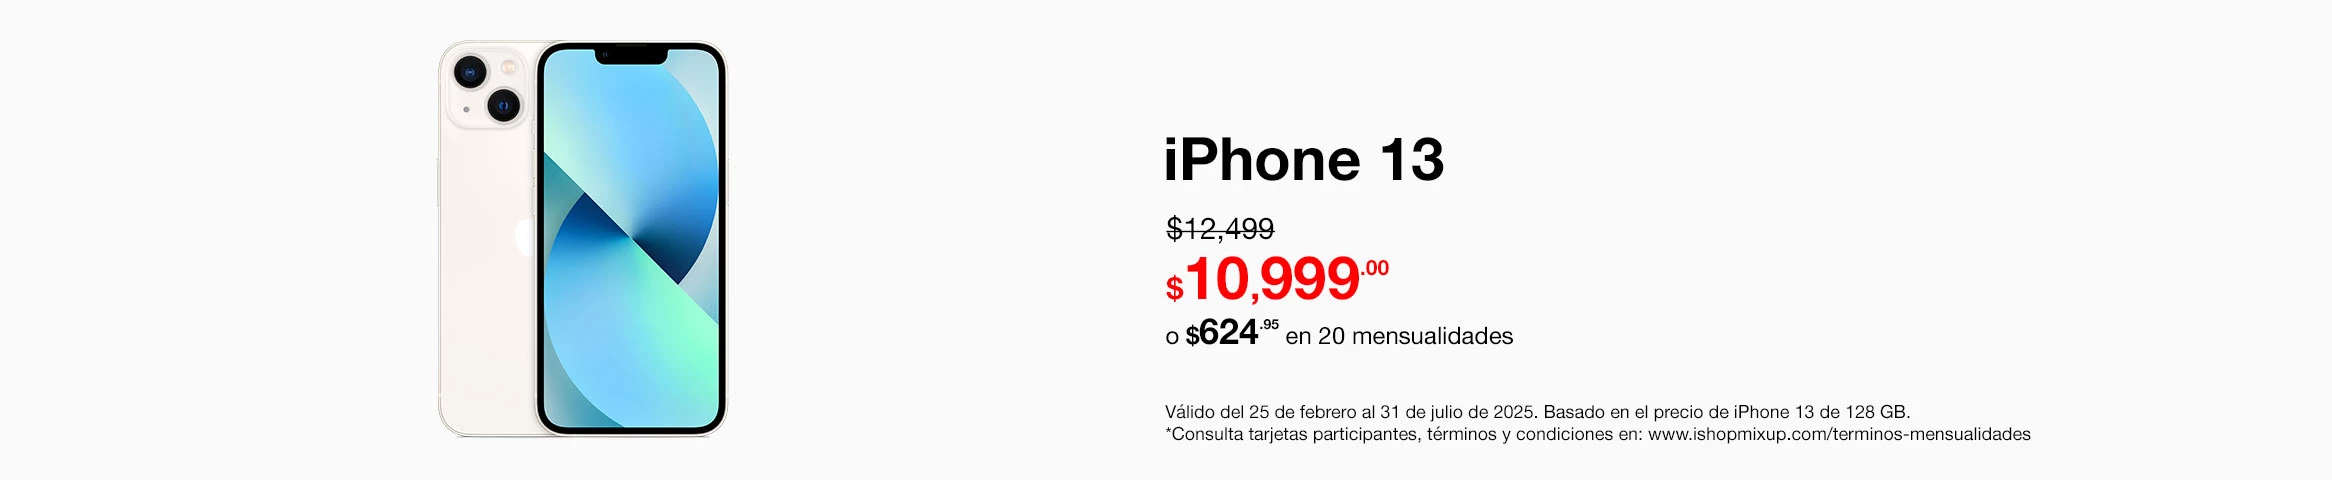 iPhone 13
$12,499
$10,999.00
o $624.95 en 20 mensualidades
Válido del 25 de febrero al 31 de julio de 2025. Basado en el precio de iPhone 13 de 128 GB.
*Consulta tarjetas participantes, términos y condiciones en: www.ishopmixup.com/terminos-mensualidades